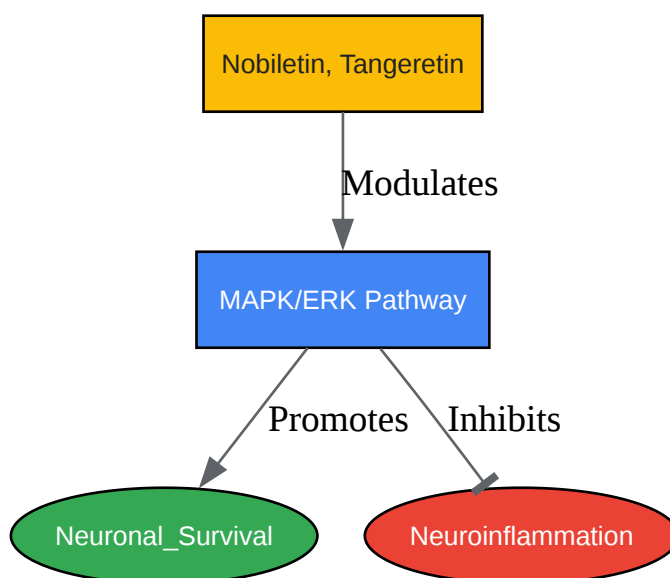 Nobiletin, Tangeretin
Modulates
MAPK/ERK Pathway
Promotes
Inhibits
Neuronal_Survival
Neuroinflammation